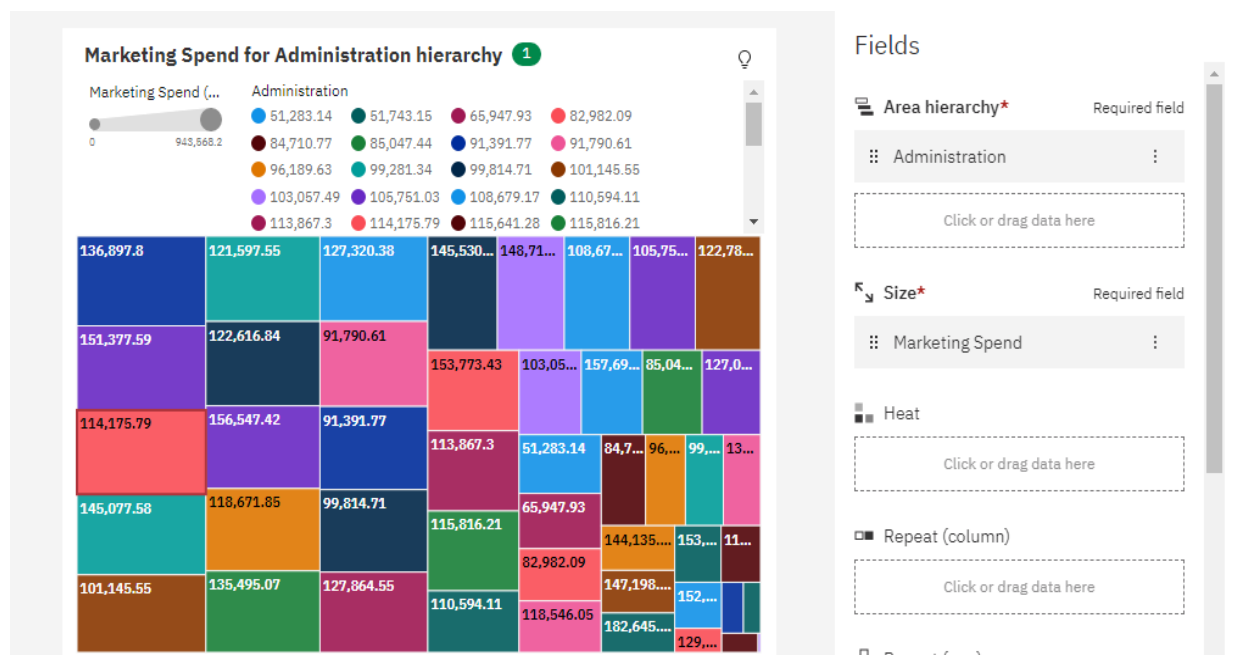 Marketing Spend for Administration hierarchy 1
Marketing Spend (...
0 943,568.2
Administration
51,283.14 51,743.15 65,947.93 82,982.09
84,710.77 85,047.44 91,391.77 91,790.61
96,189.63 99,281.34 99,814.71 101,145.55
103,057.49 105,751.03 108,679.17 110,594.11
113,867.3 114,175.79 115,641.28 115,816.21
136,897.8 121,597.55 127,320.38 145,530... 148,71... 108,67... 105,75... 122,78...
151,377.59 122,616.84 91,790.61
153,773.43 103,05... 157,69... 85,04... 127,0...
114,175.79 156,547.42 91,391.77
113,867.3 51,283.14 84,7... 96,... 99,... 13...
145,077.58 118,671.85 99,814.71
65,947.93
115,816.21
144,135.... 153,... 11...
82,982.09
101,145.55 135,495.07 127,864.55
147,198.... 152,...
110,594.11 118,546.05
182,645....
129,...
Fields
Area hierarchy* Required field
Administration
Click or drag data here
Size* Required field
Marketing Spend
Heat
Click or drag data here
Repeat (column)
Click or drag data here